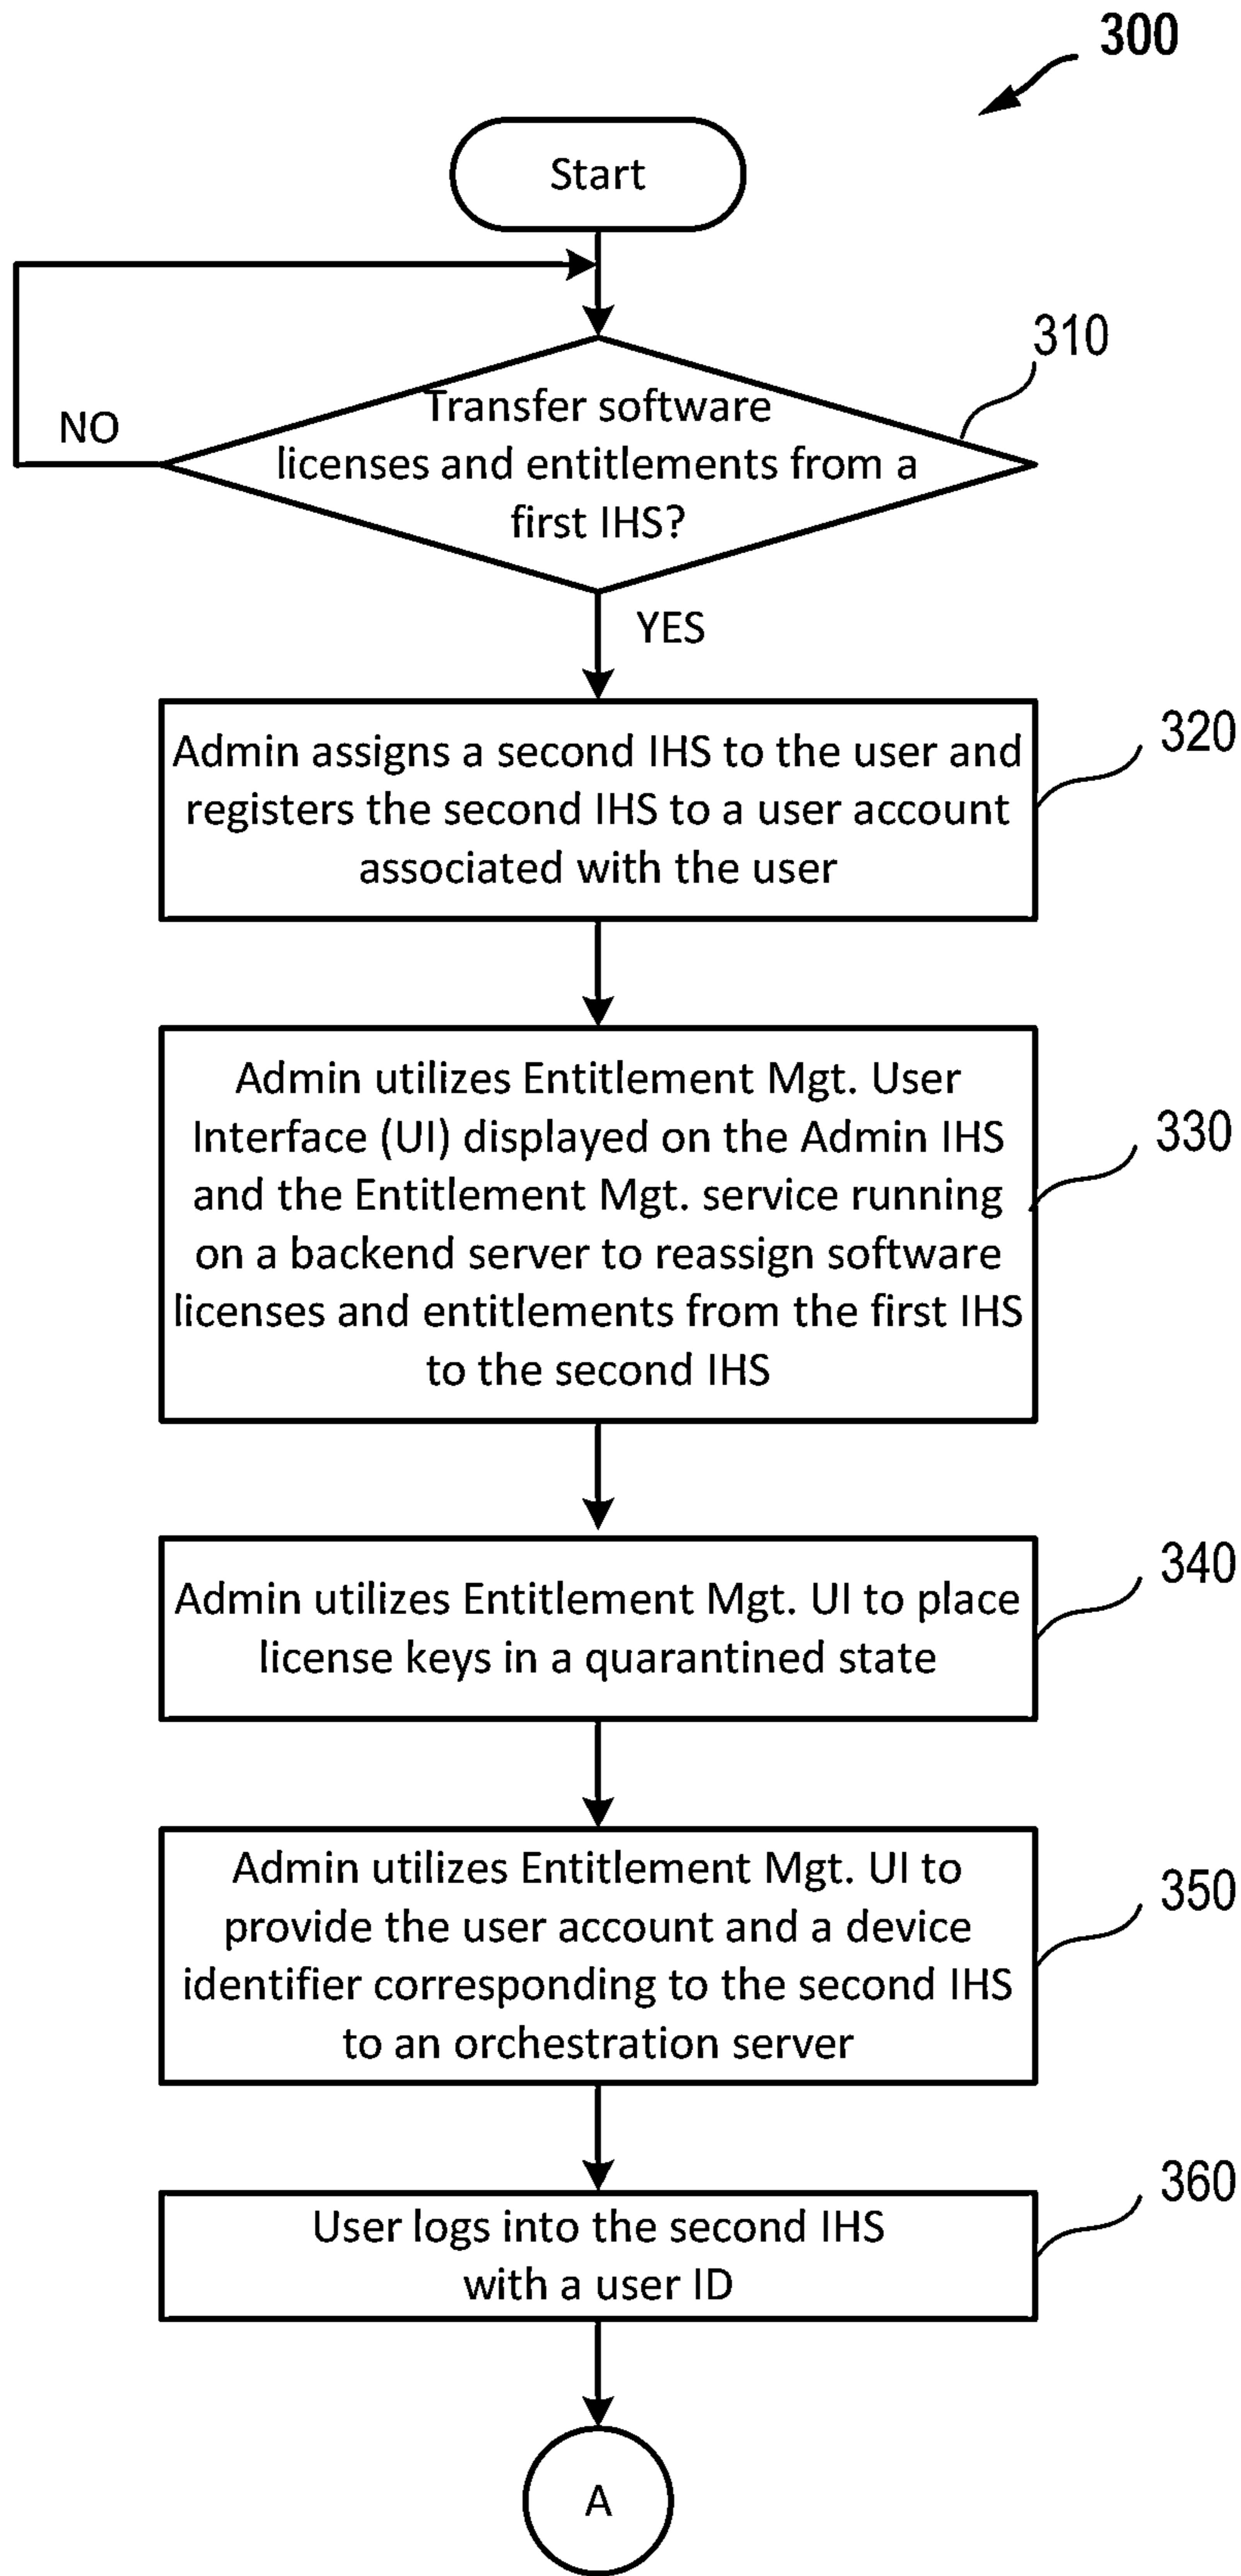 300
Start
310
NO
Transfer software
licenses and entitlements from a
first IHS?
YES
320
Admin assigns a second IHS to the user and
registers the second IHS to a user account
associated with the user
330
Admin utilizes Entitlement Mgt. User
Interface (UI) displayed on the Admin IHS
and the Entitlement Mgt. service running
on a backend server to reassign software
licenses and entitlements from the first IHS
to the second IHS
340
Admin utilizes Entitlement Mgt. UI to place
license keys in a quarantined state
350
Admin utilizes Entitlement Mgt. UI to
provide the user account and a device
identifier corresponding to the second IHS
to an orchestration server
360
User logs into the second IHS
with a user ID
A